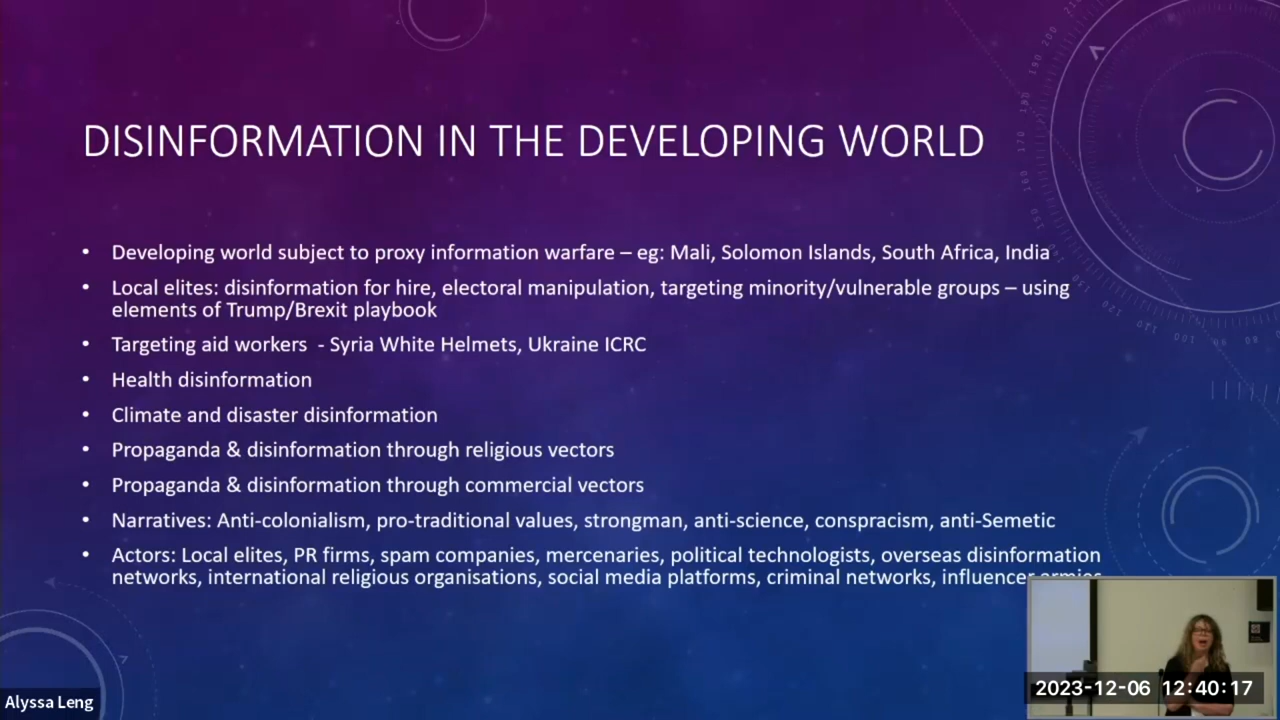 DISINFORMATION IN THE DEVELOPING WORLD
• Developing world subject to proxy information warfare – eg: Mali, Solomon Islands, South Africa, India
• Local elites: disinformation for hire, electoral manipulation, targeting minority/vulnerable groups – using
elements of Trump/Brexit playbook
• Targeting aid workers - Syria White Helmets, Ukraine ICRC
• Health disinformation
• Climate and disaster disinformation
• Propaganda & disinformation through religious vectors
• Propaganda & disinformation through commercial vectors
• Narratives: Anti-colonialism, pro-traditional values, strongman, anti-science, conspracism, anti-Semetic
• Actors: Local elites, PR firms, spam companies, mercenaries, political technologists, overseas disinformation
networks, international religious organisations, social media platforms, criminal networks, influencer armies
Alyssa Leng
2023-12-06 12:40:17